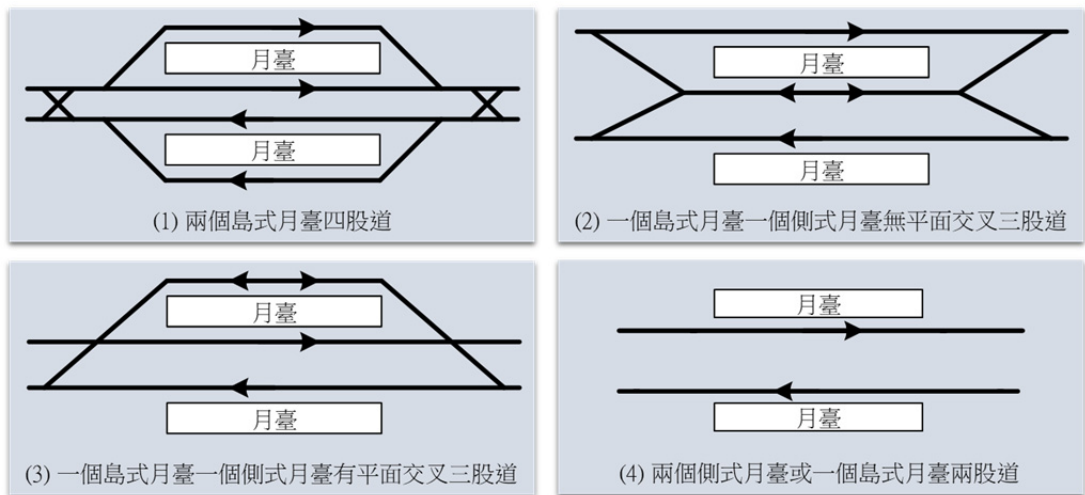 月臺
月臺
(1) 兩個島式月臺四股道
月臺
月臺
(2) 一個島式月臺一個側式月臺無平面交叉三股道
月臺
月臺
(3) 一個島式月臺一個側式月臺有平面交叉三股道
月臺
月臺
(4) 兩個側式月臺或一個島式月臺兩股道